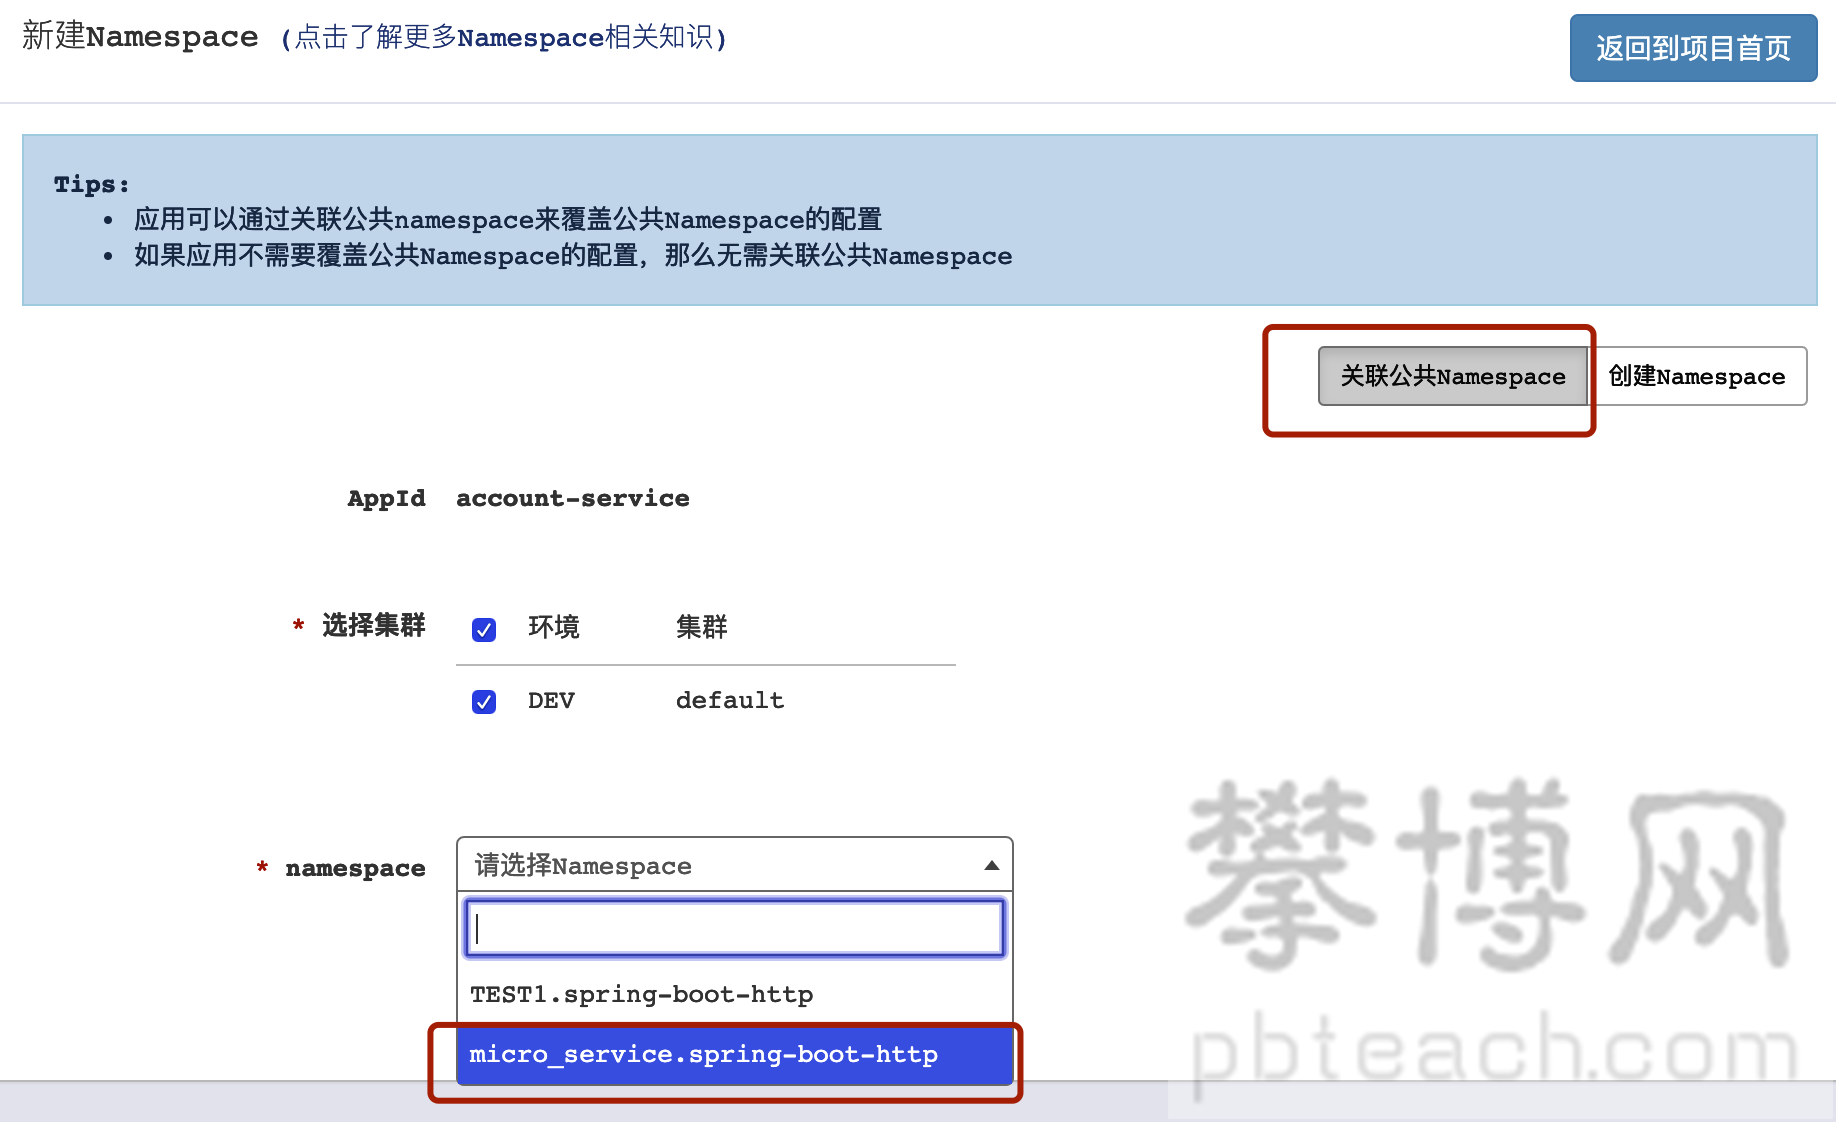 新建Namespace (点击了解更多Namespace相关知识)
返回到项目首页
Tips:
• 应用可以通过关联公共namespace来覆盖公共Namespace的配置
• 如果应用不需要覆盖公共Namespace的配置，那么无需关联公共Namespace
关联公共Namespace 创建Namespace
AppId account-service
* 选择集群 环境 集群
DEV default
* namespace 请选择Namespace
TEST1.spring-boot-http
micro_service.spring-boot-http
攀博网
pbteach.com